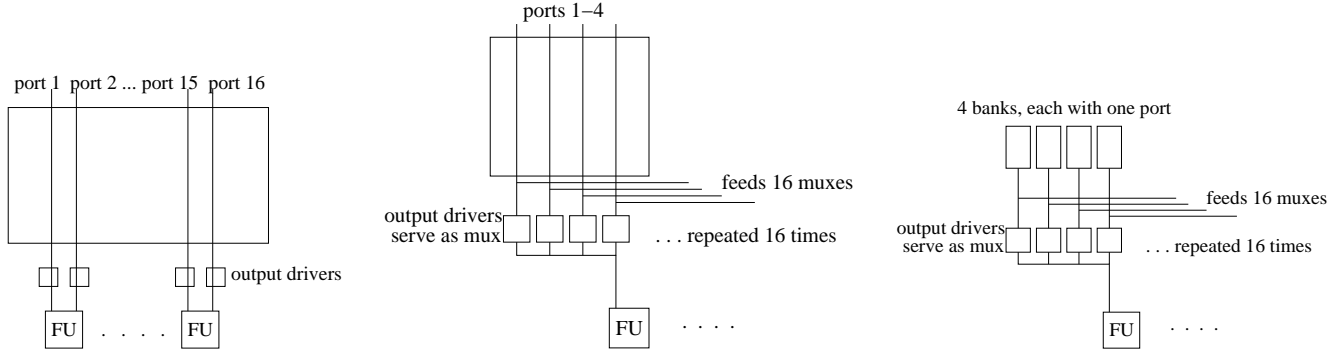 port 1 port 2 ... port 15 port 16
output drivers
FU . . . . FU
ports 1–4
feeds 16 muxes
output drivers
serve as mux
. . . repeated 16 times
FU . . . .
4 banks, each with one port
feeds 16 muxes
output drivers
serve as mux
. . . repeated 16 times
FU . . . .